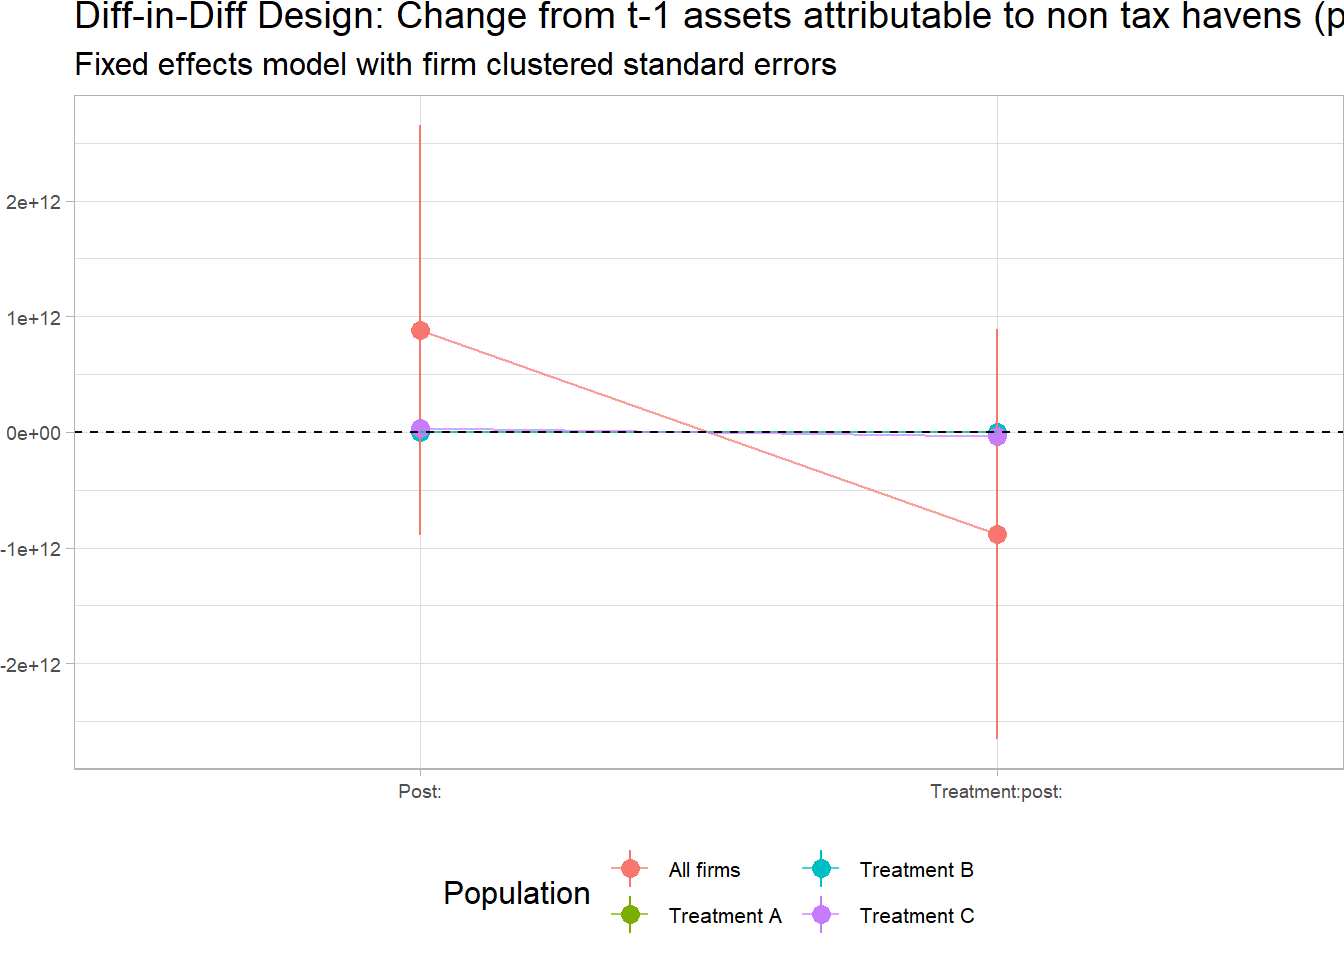 Diff-in-Diff Design: Change from t-1 assets attributable to non tax havens (p
Fixed effects model with firm clustered standard errors
2e+12
1e+12
0e+00
-1e+12
-2e+12
Post:
Treatment:post:
Population
All firms
Treatment B
Treatment A
Treatment C